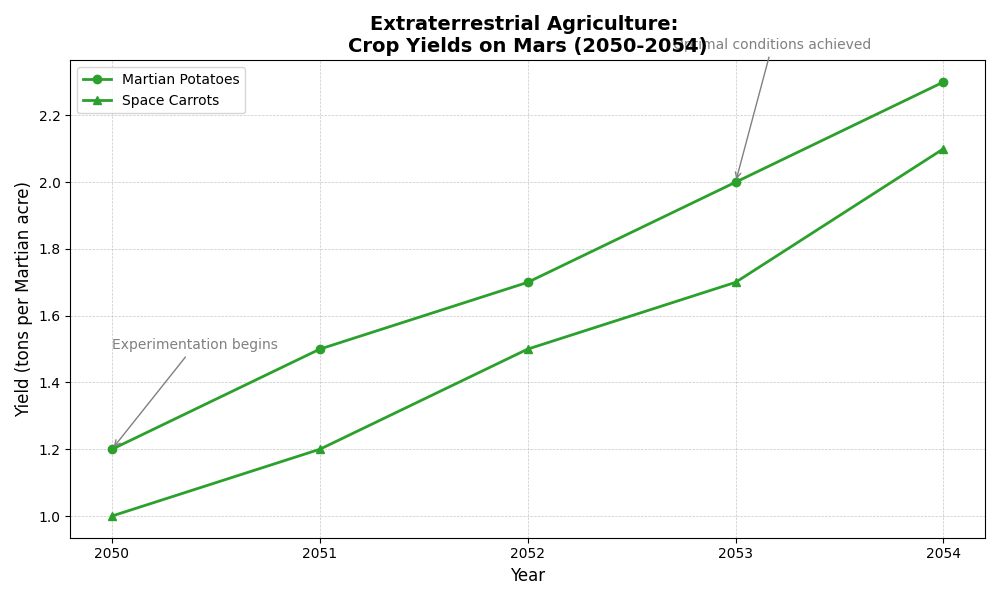 Extraterrestrial Agriculture:
Crop Yields on Mars (2050-2054)
Optimal conditions achieved
Martian Potatoes
Space Carrots
Experimentation begins
Yield (tons per Martian acre)
2.2
2.0
1.8
1.6
1.4
1.2
1.0
2050 2051 2052 2053 2054
Year